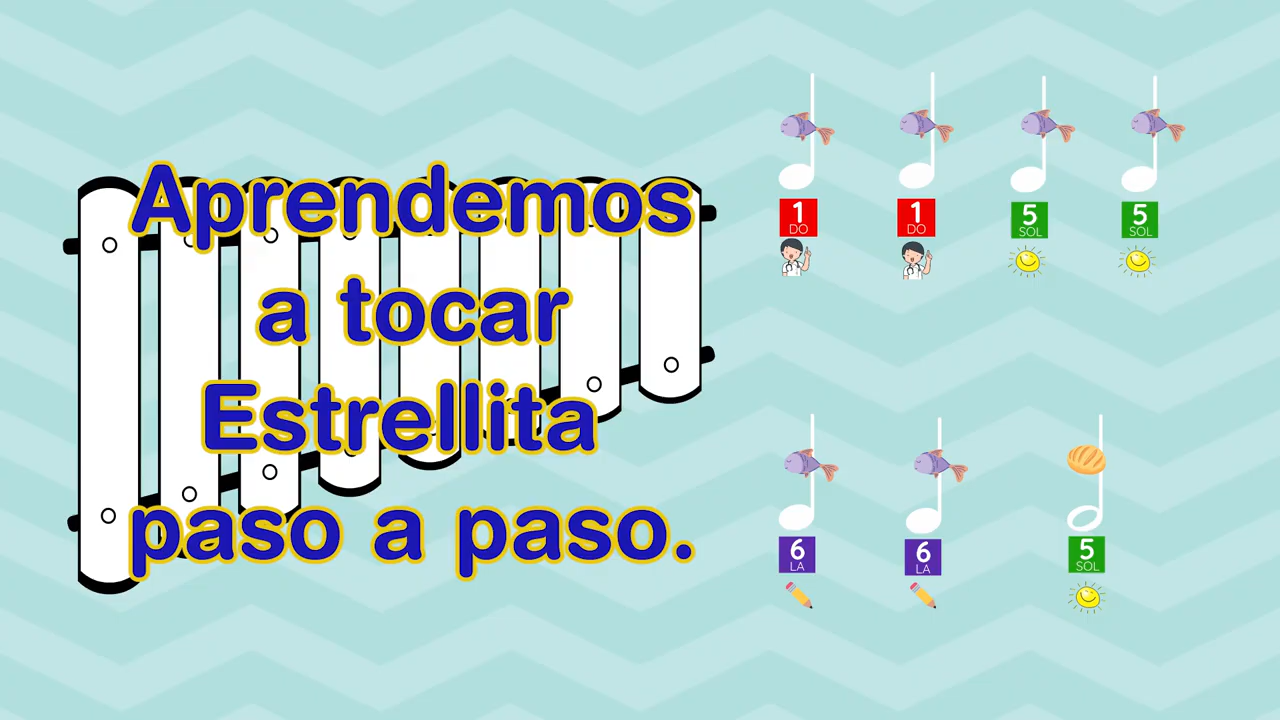 Aprendemos
a tocar
Estrellita
paso a paso.
1 1 5 5
DO DO SOL SOL
6 6 5
LA LA SOL